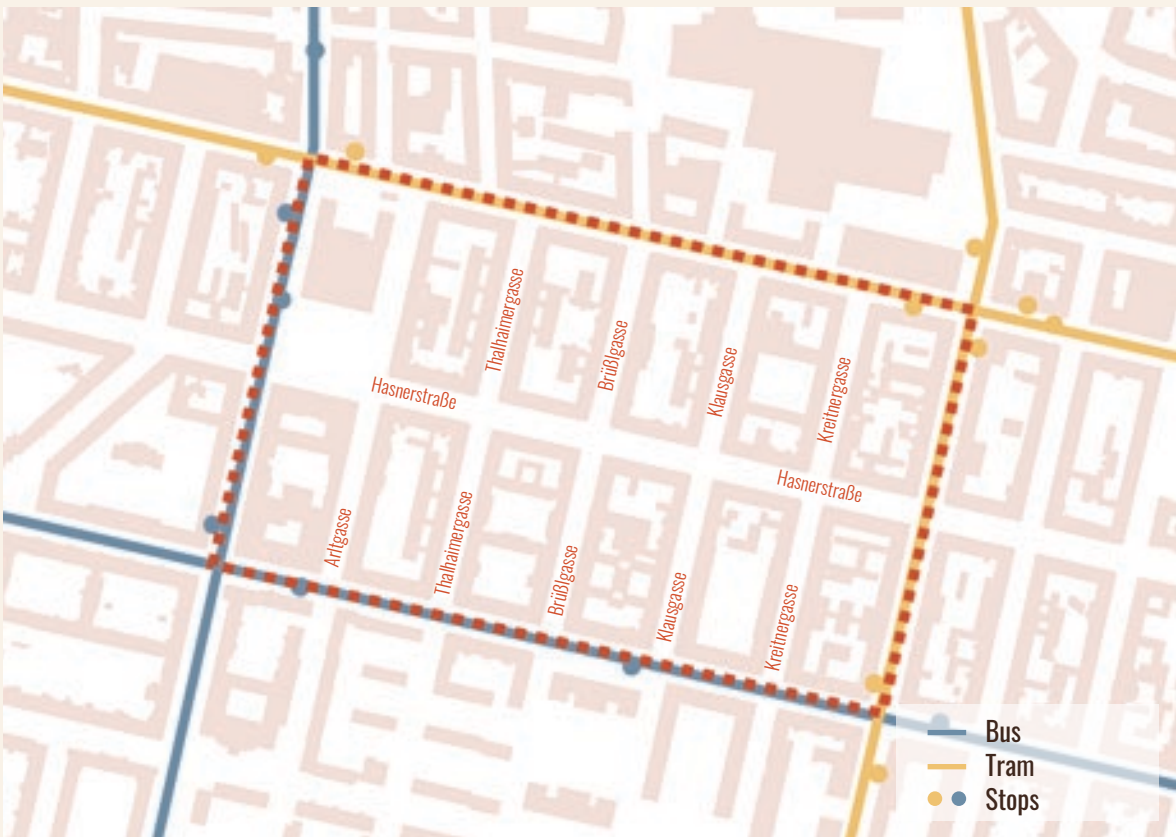 Thalhaimergasse
Brüßlgasse
Klausgasse
Kreitnergasse
Hasnerstraße
Hasnerstraße
Arltgasse
Thalhaimergasse
Brüßlgasse
Klausgasse
Kreitnergasse
Bus
Tram
Stops